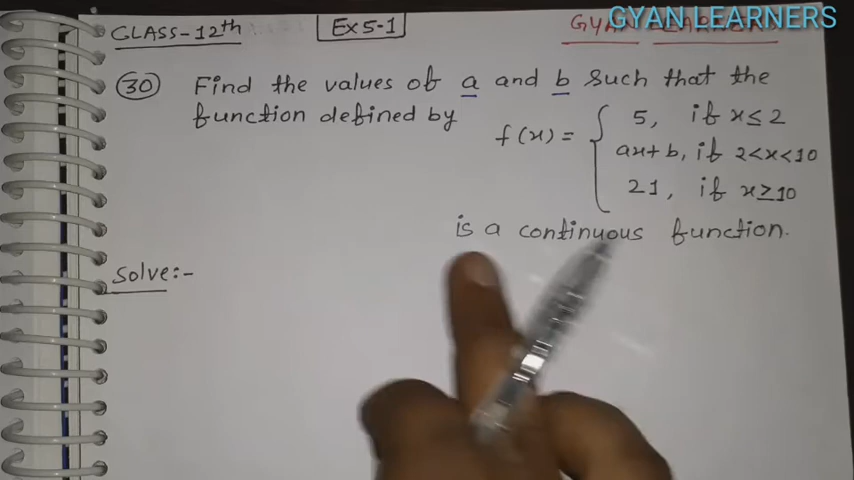 CLASS-12th
Ex 5-1
GYAN LEARNERS
30 Find the values of a and b such that the
function defined by
f(x) = { 5, if x ≤ 2
ax + b, if 2 < x < 10
21, if x ≥ 10
is a continuous function.
Solve:-